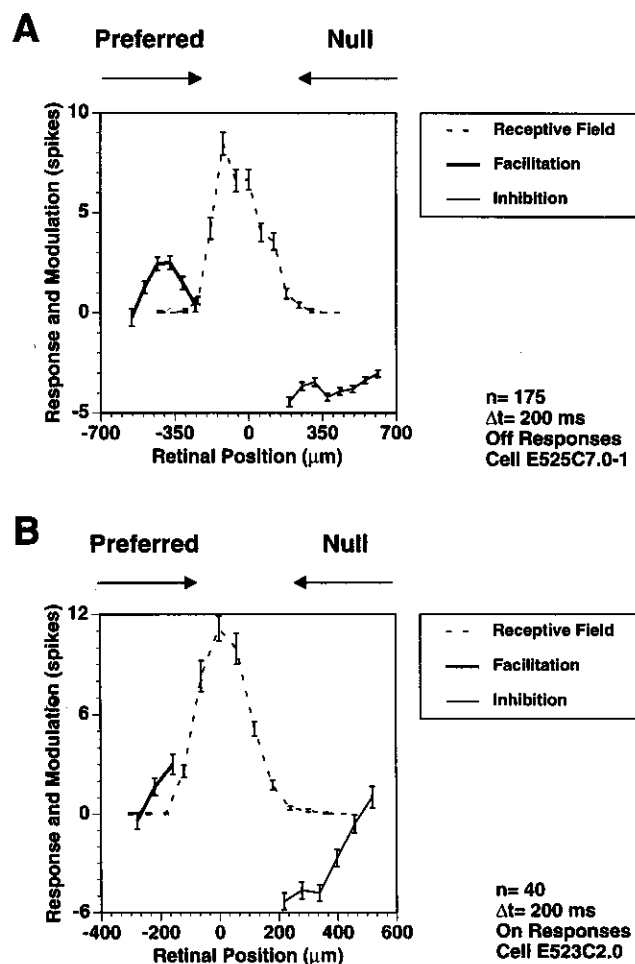 A
Preferred Null
Response and Modulation (spikes)
10
5
0
-5
-700 -350 0 350 700
Retinal Position (µm)
Receptive Field
Facilitation
Inhibition
n= 175
Δt= 200 ms
Off Responses
Cell E525C7.0-1
B
Preferred Null
Response and Modulation (spikes)
12
6
0
-6
-400 -200 0 200 400 600
Retinal Position (µm)
Receptive Field
Facilitation
Inhibition
n= 40
Δt= 200 ms
On Responses
Cell E523C2.0